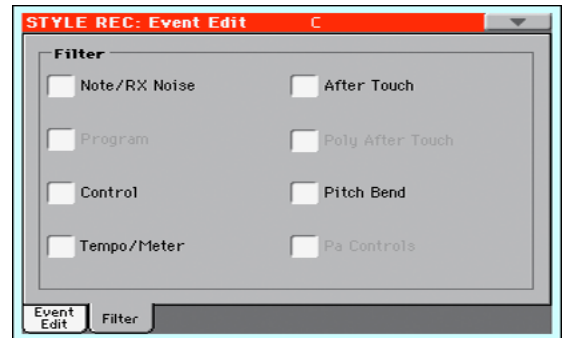 STYLE REC: Event Edit C
Filter
Note/RX Noise After Touch
Program Poly After Touch
Control Pitch Bend
Tempo/Meter Pa Controls
Event
Edit
Filter